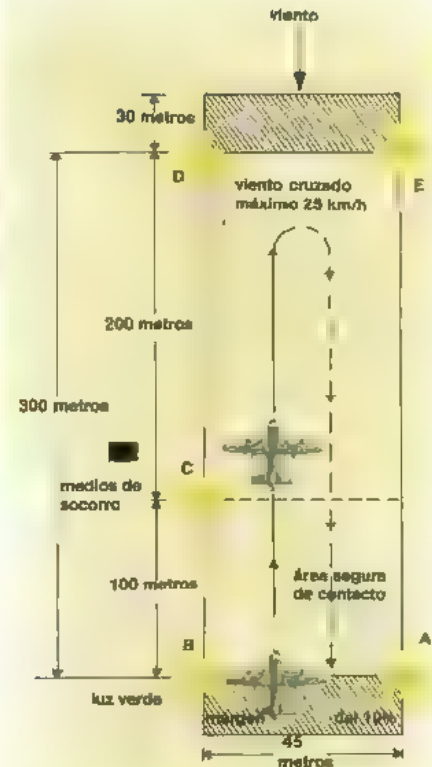 viento
30 metros
D
E
viento cruzado
máximo 25 km/h
200 metros
300 metros
C
medios de
socorro
100 metros
área segura
de contacto
B
A
luz verde
margen del 10%
45
metros